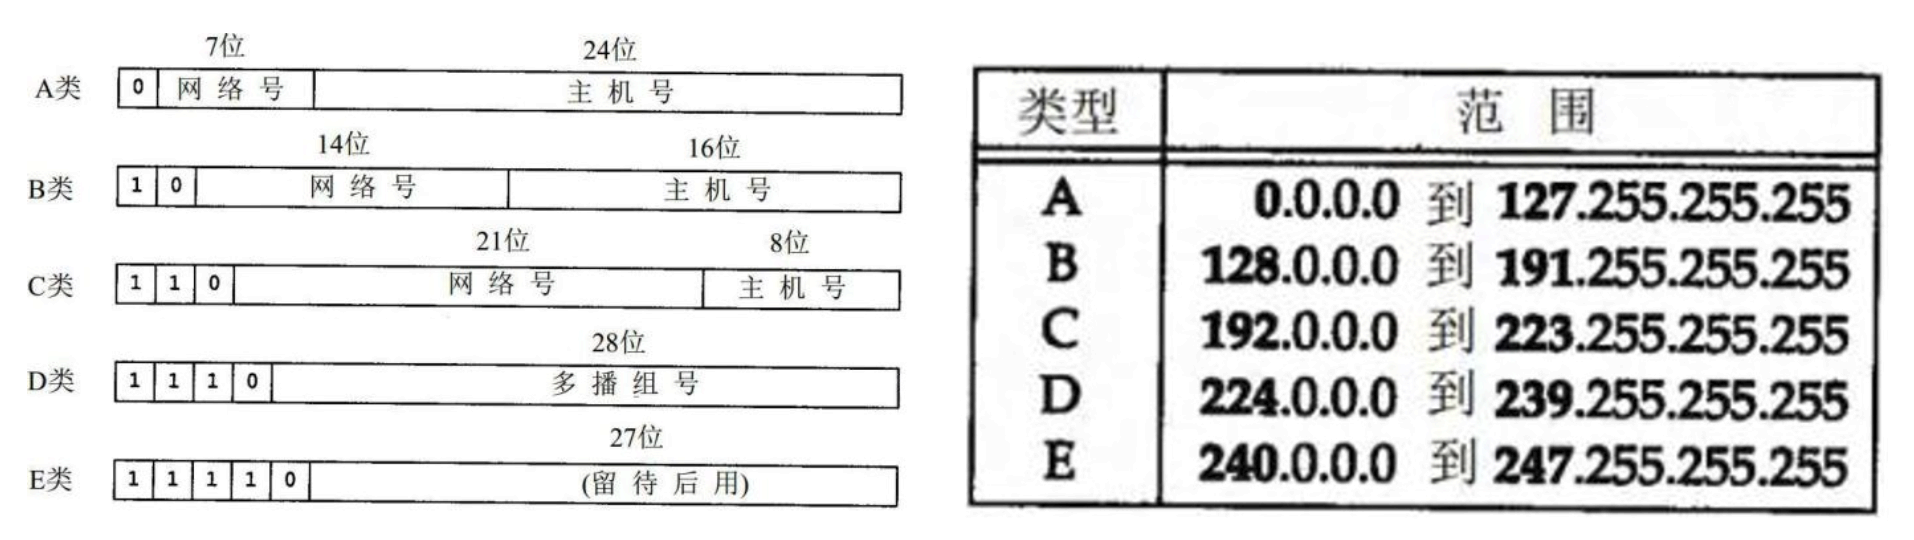 7位 24位
A类 0 网络号 主机号
14位 16位
B类 1 0 网络号 主机号
21位 8位
C类 1 1 0 网络号 主机号
28位
D类 1 1 1 0 多播组号
27位
E类 1 1 1 1 0 (留待后用)
类型 范围
A 0.0.0.0 到 127.255.255.255
B 128.0.0.0 到 191.255.255.255
C 192.0.0.0 到 223.255.255.255
D 224.0.0.0 到 239.255.255.255
E 240.0.0.0 到 247.255.255.255